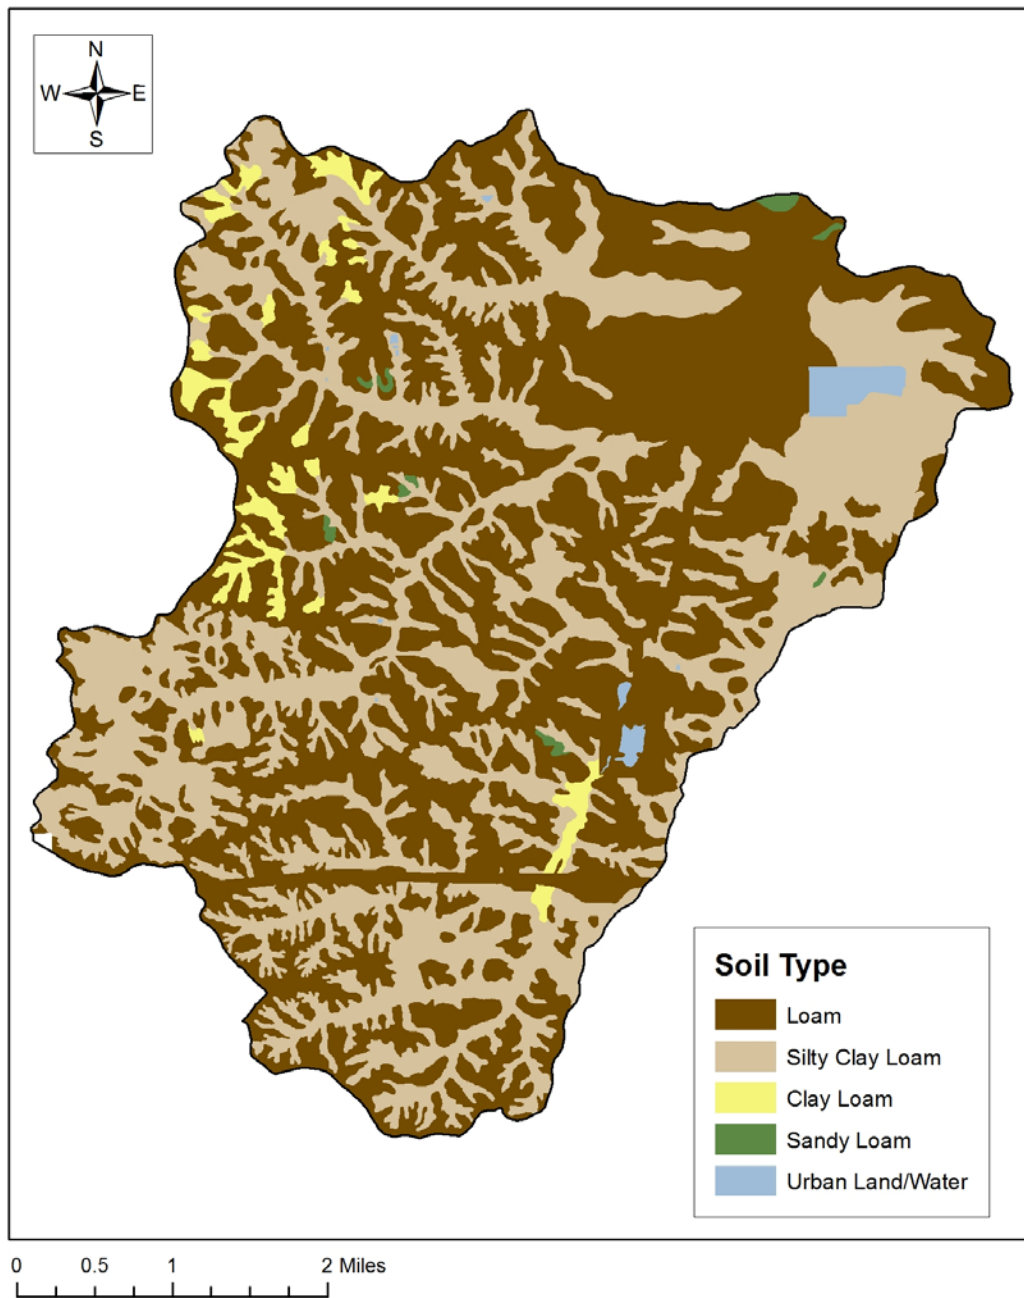 N
W E
S
Soil Type
Loam
Silty Clay Loam
Clay Loam
Sandy Loam
Urban Land/Water
0 0.5 1 2 Miles